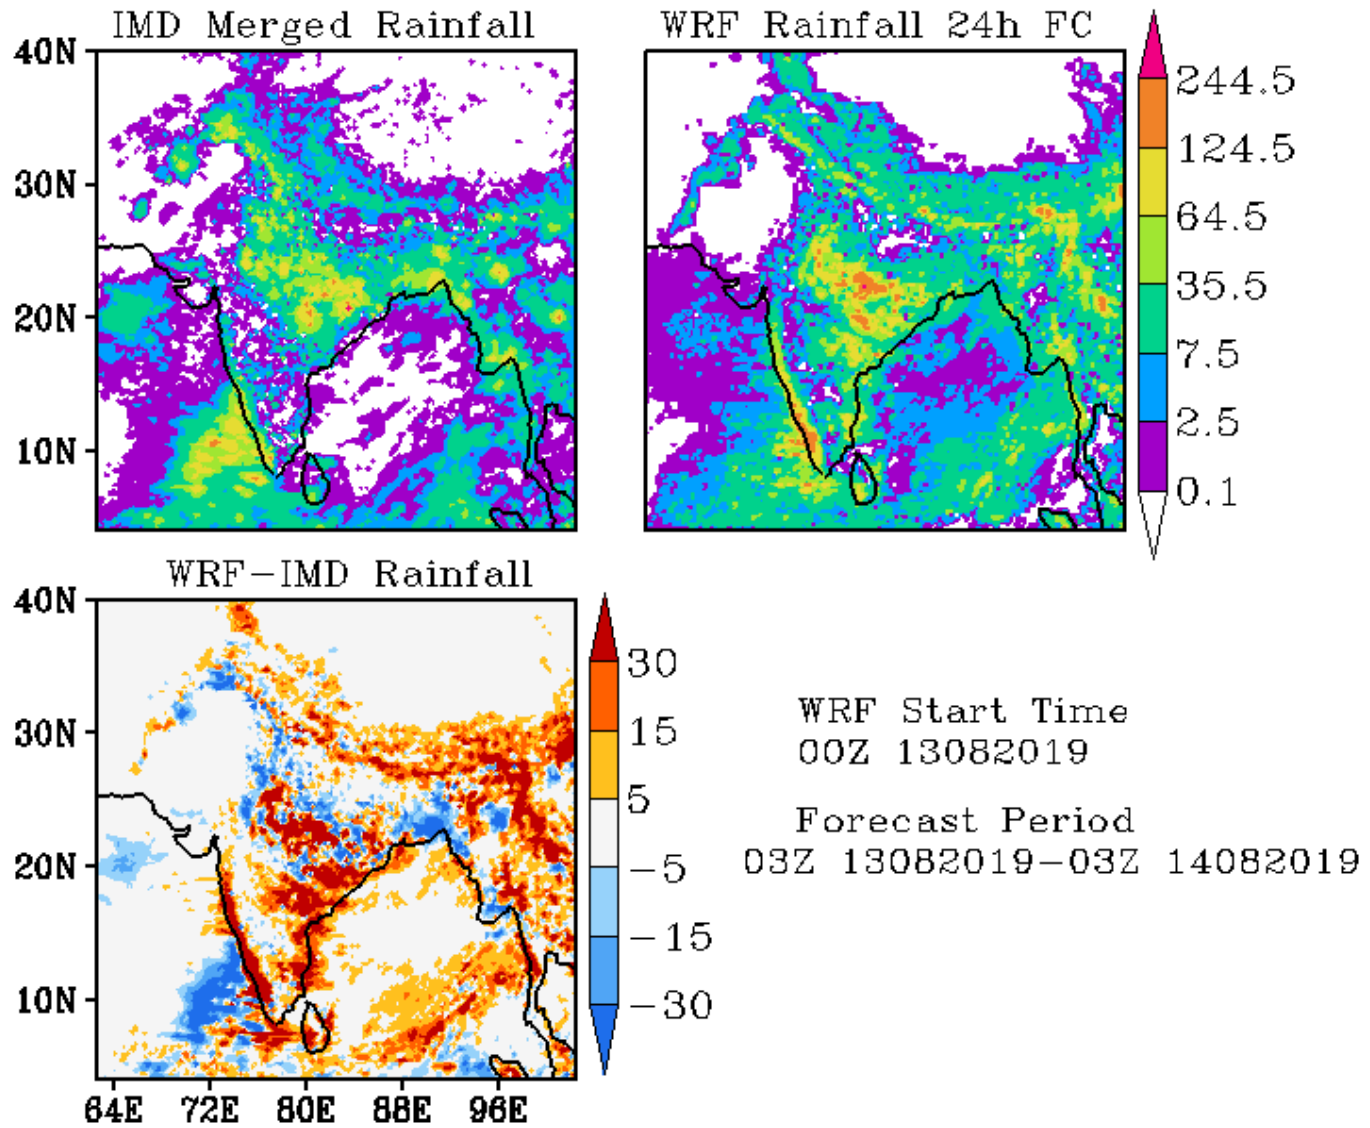 IMD Merged Rainfall
WRF Rainfall 24h FC
40N
30N
20N
10N
244.5
124.5
64.5
35.5
7.5
2.5
0.1
WRF-IMD Rainfall
40N
30N
20N
10N
64E 72E 80E 88E 96E
30
15
5
-5
-15
-30
WRF Start Time
00Z 13082019
Forecast Period
03Z 13082019-03Z 14082019